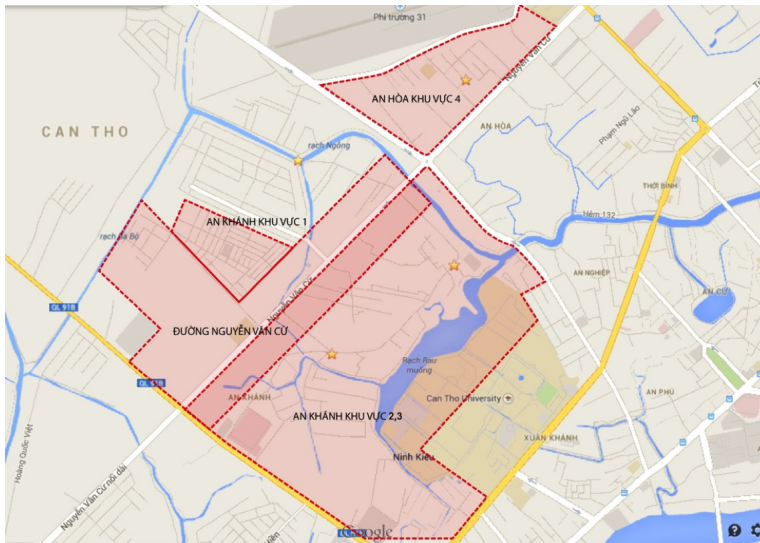 Phi trường 31
AN HÒA KHU VỰC 4
Nguyễn Văn Cừ
CAN THO
AN HÒA
Phạm Ngũ Lão
rạch Ngỗng
THỚI BÌNH
AN KHÁNH KHU VỰC 1
Hẻm 132
rạch Bà Bộ
AN NGHIỆP
AN CƯ
QL 91B
Nguyễn Văn Cừ
ĐƯỜNG NGUYỄN VĂN CỪ
Rạch Rau
muống
QL 91B
AN KHÁNH
Can Tho University
AN PHÚ
AN KHÁNH KHU VỰC 2,3
Hoàng Quốc Việt
XUÂN KHÁNH
Ninh Kiều
Nguyễn Văn Cừ nối dài
Google